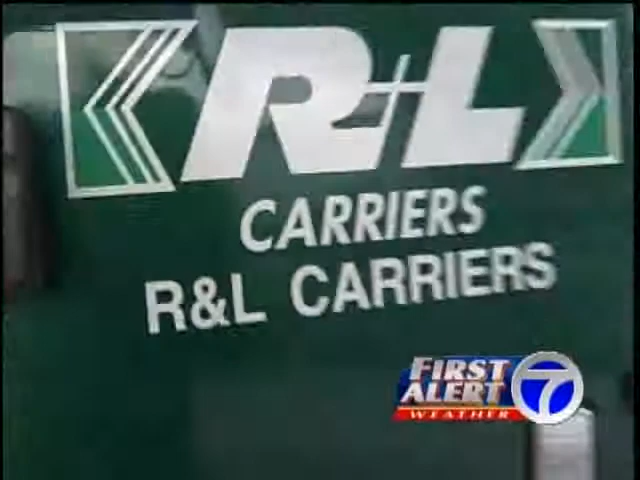 R+L
CARRIERS
R&L CARRIERS
FIRST
ALERT 7
WEATHER